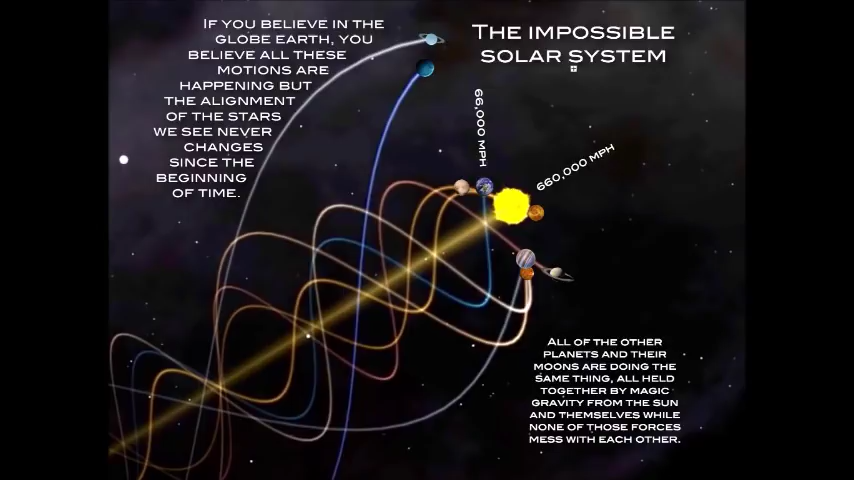 If you believe in the
globe earth, you
believe all these
motions are
happening but
the alignment
of the stars
we see never
changes
since the
beginning
of time.
The impossible
solar system
66,000 mph
660,000 mph
All of the other
planets and their
moons are doing the
same thing, all held
together by magic
gravity from the sun
and themselves while
none of those forces
mess with each other.